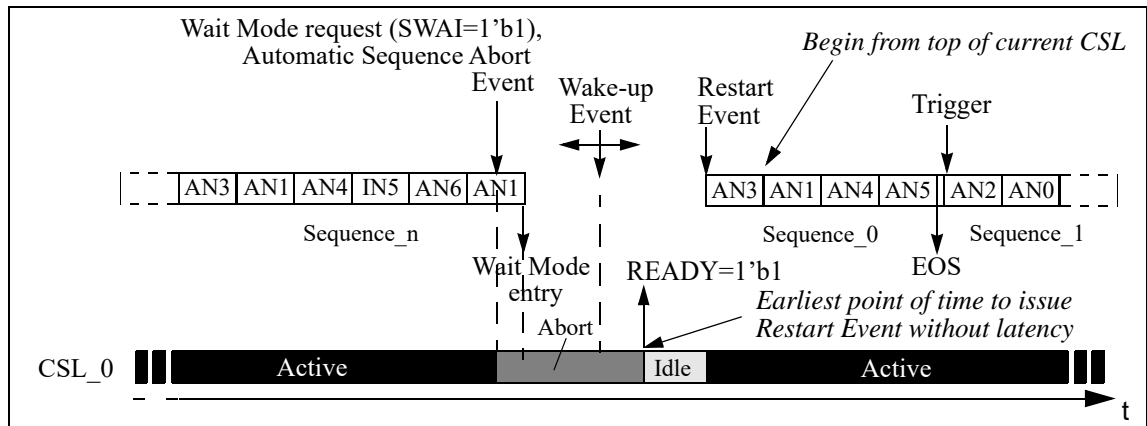 Wait Mode request (SWAI=1’b1),
Automatic Sequence Abort
Event
Begin from top of current CSL
Wake-up
Event
Restart
Event
Trigger
AN3 AN1 AN4 IN5 AN6 AN1
AN3 AN1 AN4 AN5 AN2 AN0
Sequence_n
Sequence_0
Sequence_1
Wait Mode
entry
READY=1’b1
EOS
Earliest point of time to issue
Restart Event without latency
Abort
CSL_0
Active
Idle
Active
t